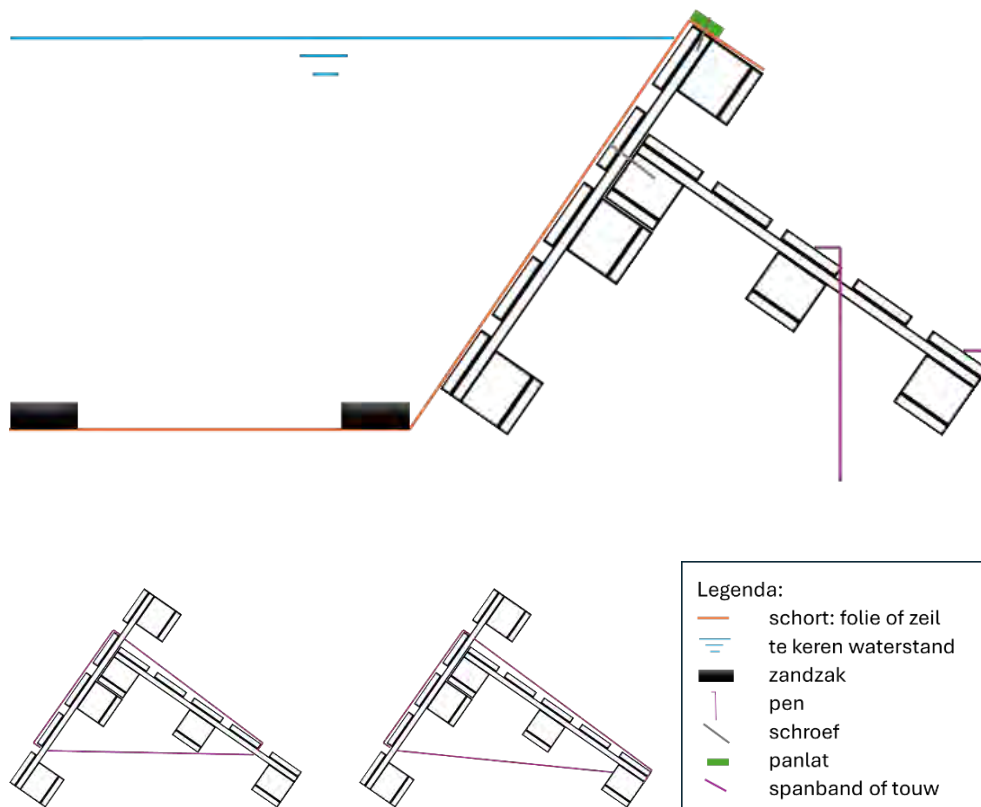 Legenda:
schort: folie of zeil
te keren waterstand
zandzak
pen
schroef
panlat
spanband of touw